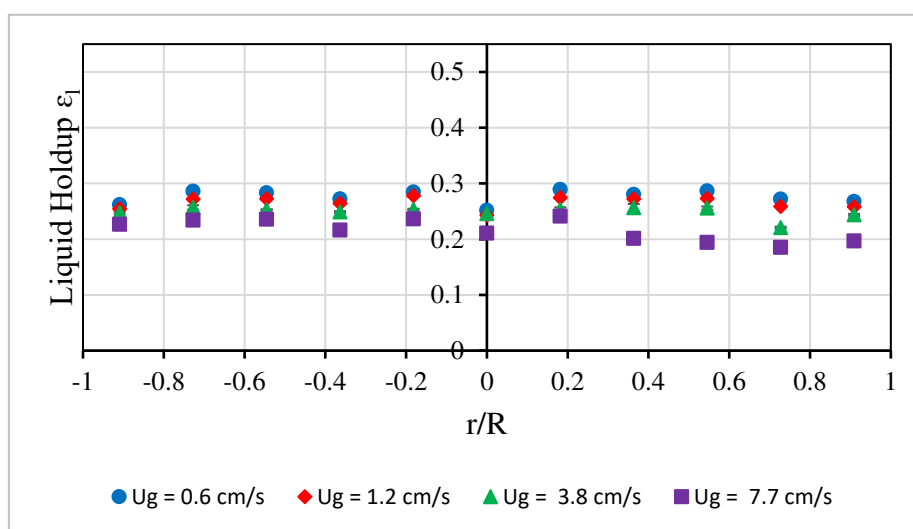 Liquid Holdup εl
0.5
0.4
0.3
0.2
0.1
0
-1 -0.8 -0.6 -0.4 -0.2 0 0.2 0.4 0.6 0.8 1
r/R
Ug = 0.6 cm/s Ug = 1.2 cm/s Ug = 3.8 cm/s Ug = 7.7 cm/s